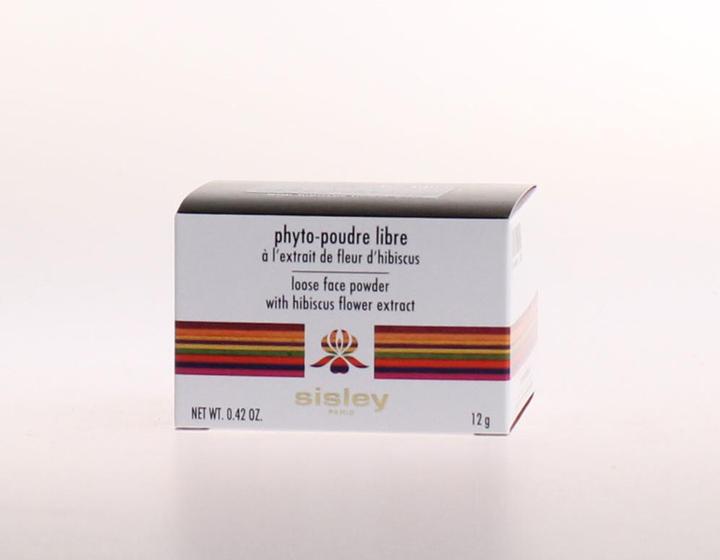 phyto-poudre libre
à l'extrait de fleur d'hibiscus
loose face powder
with hibiscus flower extract
sisley
PARIS
NET WT. 0.42 OZ.
12 g